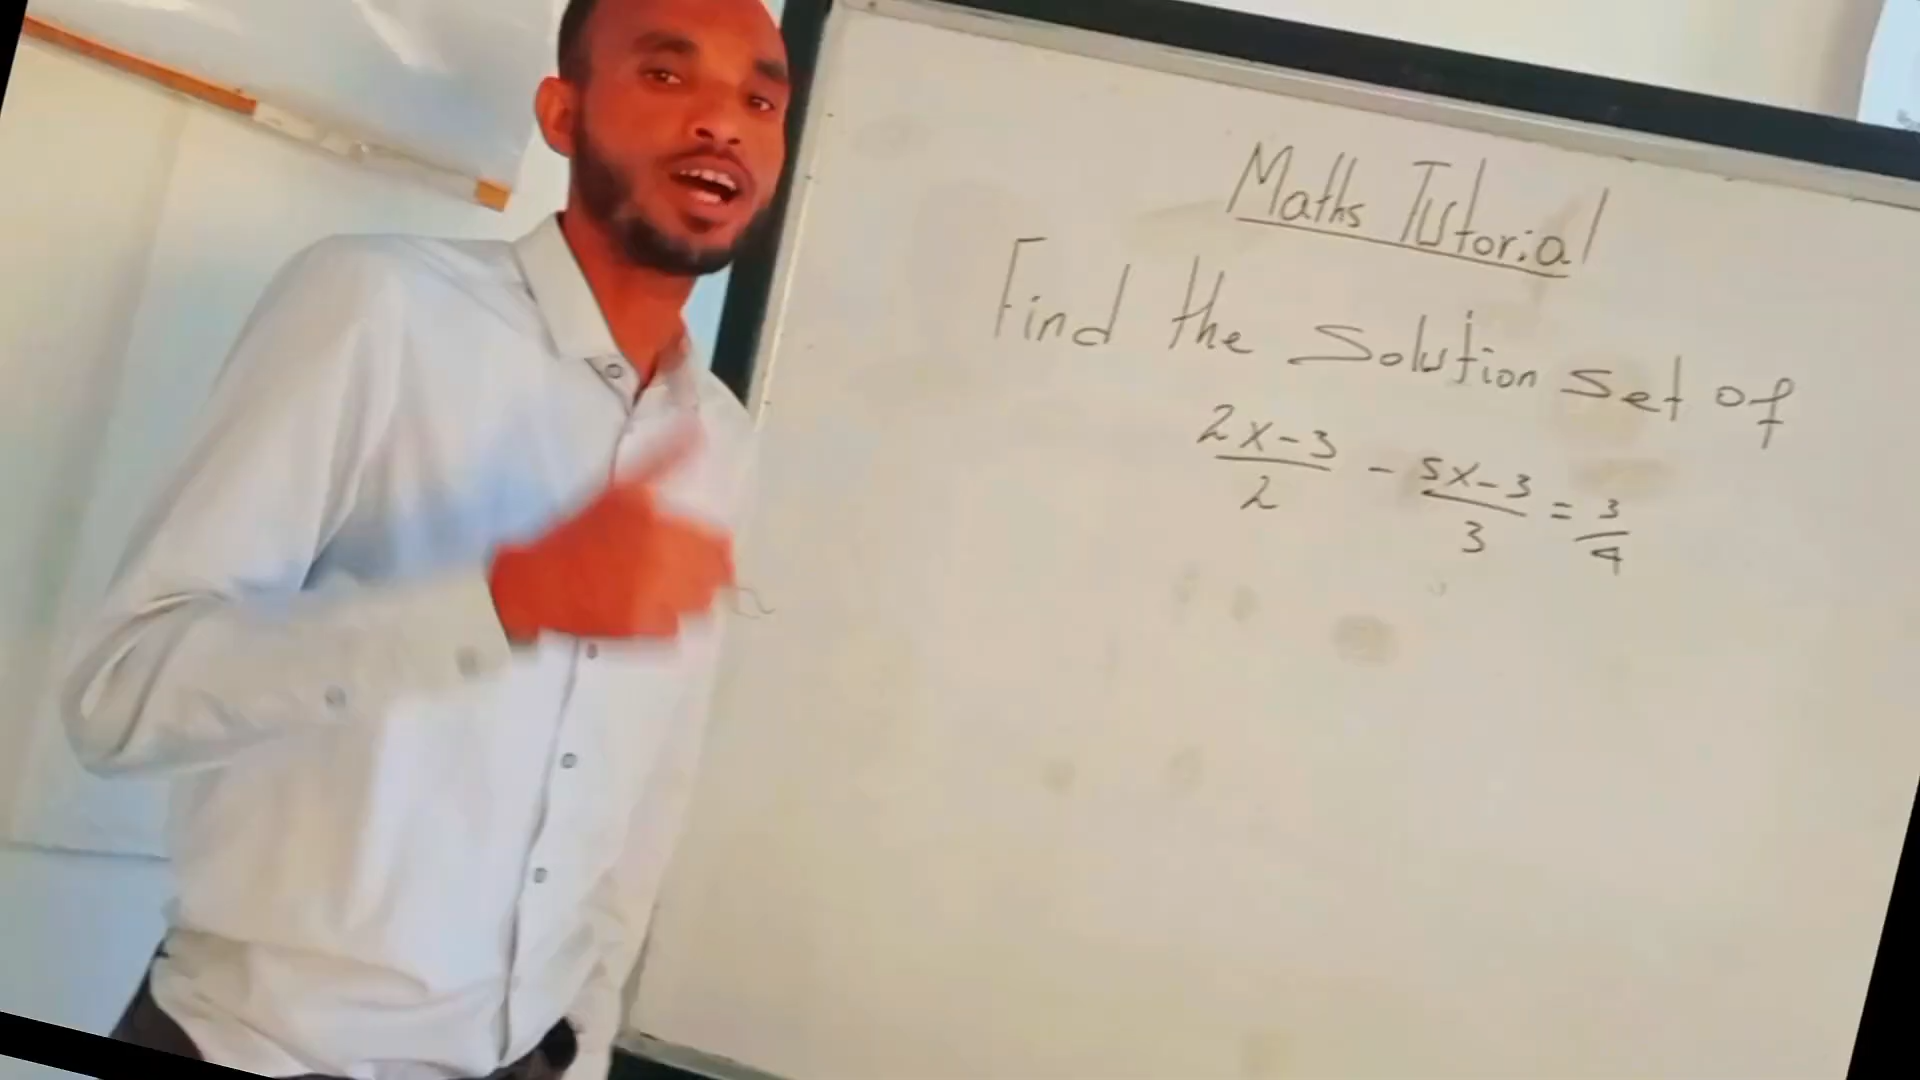 Maths Tutorial
Find the Solution set of
2x-3/2 - 5x-3/3 = 3/4